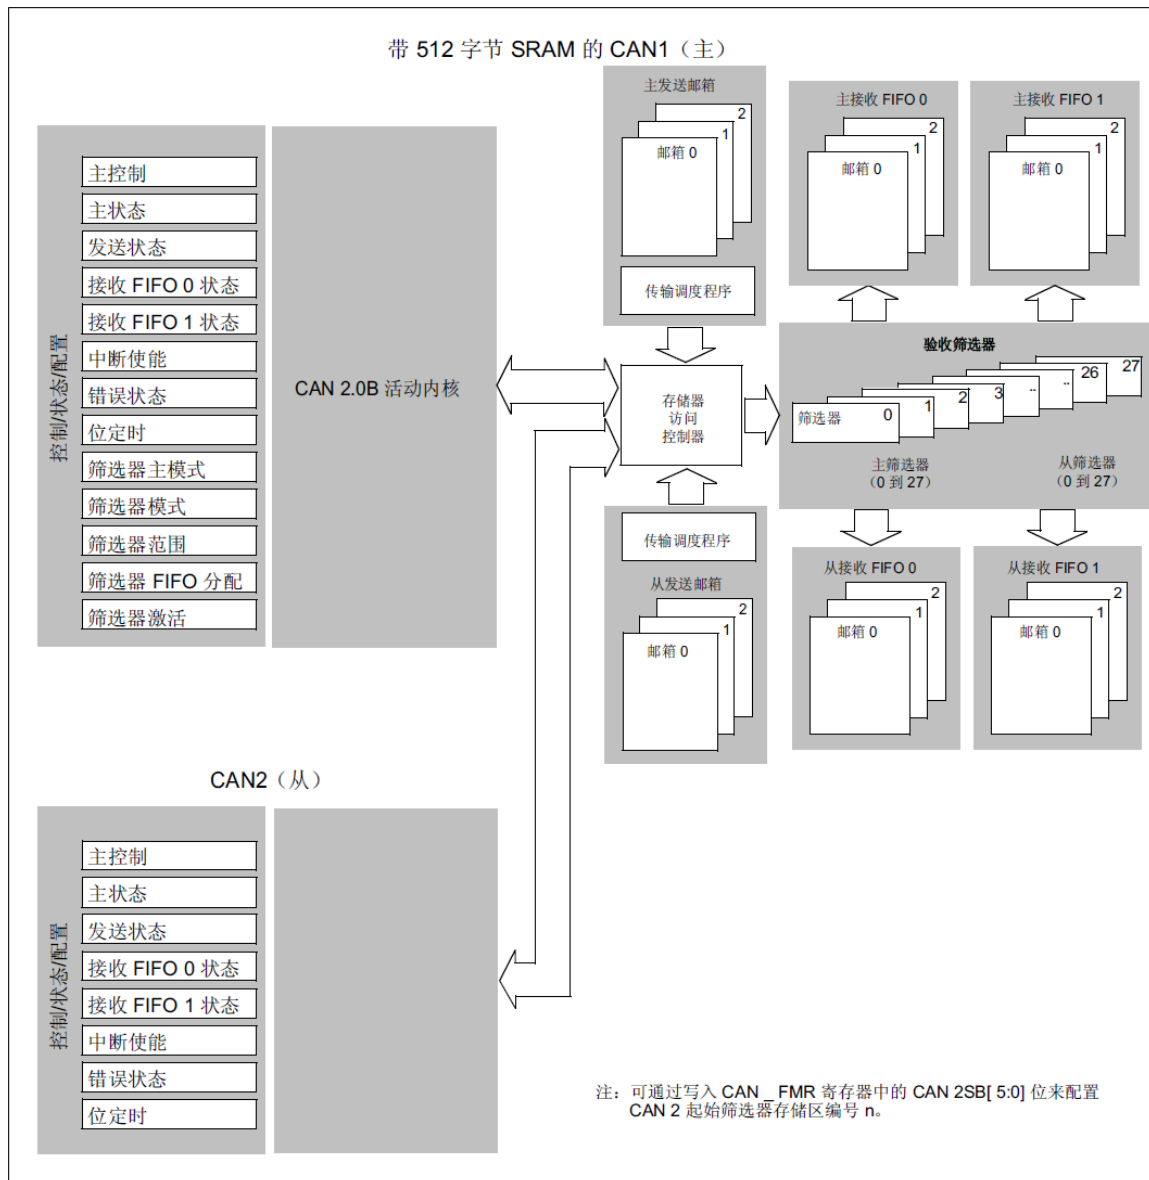 带 512 字节 SRAM 的 CAN1（主）
控制/状态/配置
主控制
主状态
发送状态
接收 FIFO 0 状态
接收 FIFO 1 状态
中断使能
错误状态
位定时
筛选器主模式
筛选器模式
筛选器范围
筛选器 FIFO 分配
筛选器激活
CAN 2.0B 活动内核
主发送邮箱
2
1
邮箱 0
传输调度程序
主接收 FIFO 0
2
1
邮箱 0
主接收 FIFO 1
2
1
邮箱 0
存储器
访问
控制器
验收筛选器
筛选器 0
1
2
3
..
..
26
27
主筛选器
（0 到 27）
从筛选器
（0 到 27）
传输调度程序
从发送邮箱
2
1
邮箱 0
从接收 FIFO 0
2
1
邮箱 0
从接收 FIFO 1
2
1
邮箱 0
CAN2（从）
控制/状态/配置
主控制
主状态
发送状态
接收 FIFO 0 状态
接收 FIFO 1 状态
中断使能
错误状态
位定时
注：可通过写入 CAN _ FMR 寄存器中的 CAN 2SB[ 5:0] 位来配置
CAN 2 起始筛选器存储区编号 n。